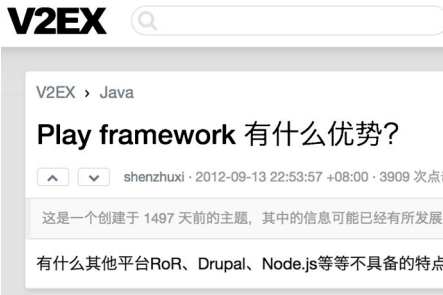 V2EX
V2EX › Java
Play framework 有什么优势?
shenzhuxi · 2012-09-13 22:53:57 +08:00 · 3909 次点
这是一个创建于 1497 天前的主题，其中的信息可能已经有所发展
有什么其他平台RoR、Drupal、Node.js等等不具备的特点